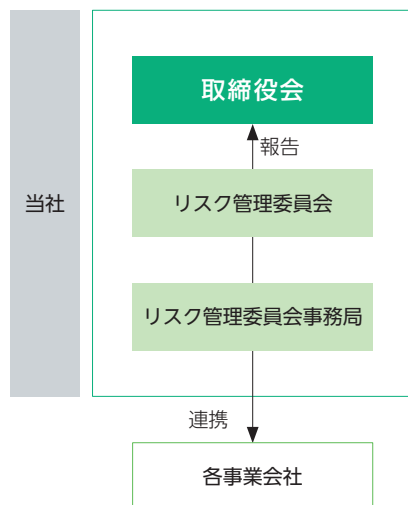 取締役会
報告
当社
リスク管理委員会
リスク管理委員会事務局
連携
各事業会社